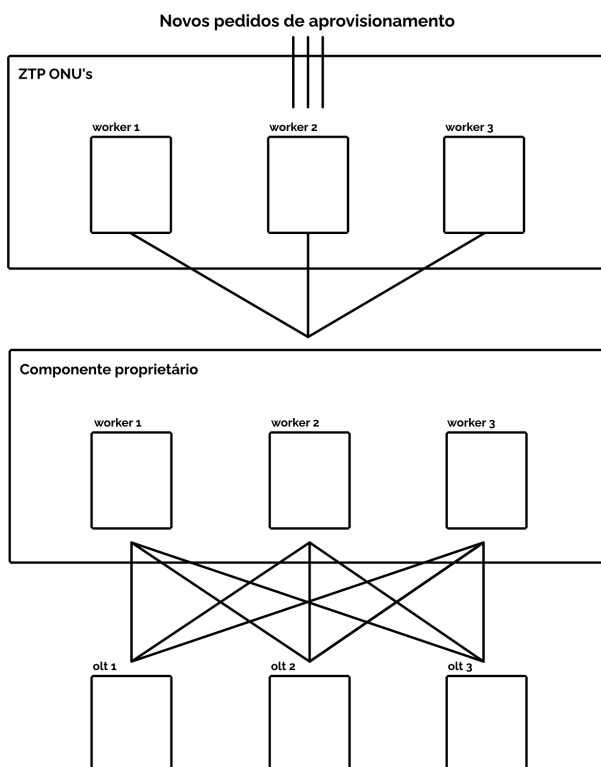 Novos pedidos de aprovisionamento
ZTP ONU's
worker 1
worker 2
worker 3
Componente proprietário
worker 1
worker 2
worker 3
olt 1
olt 2
olt 3